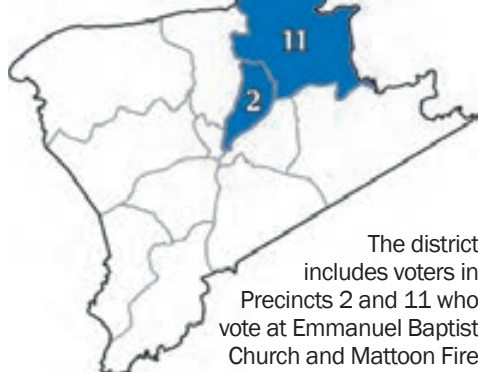 11
2
The district
includes voters in
Precincts 2 and 11 who
vote at Emmanuel Baptist
Church and Mattoon Fire